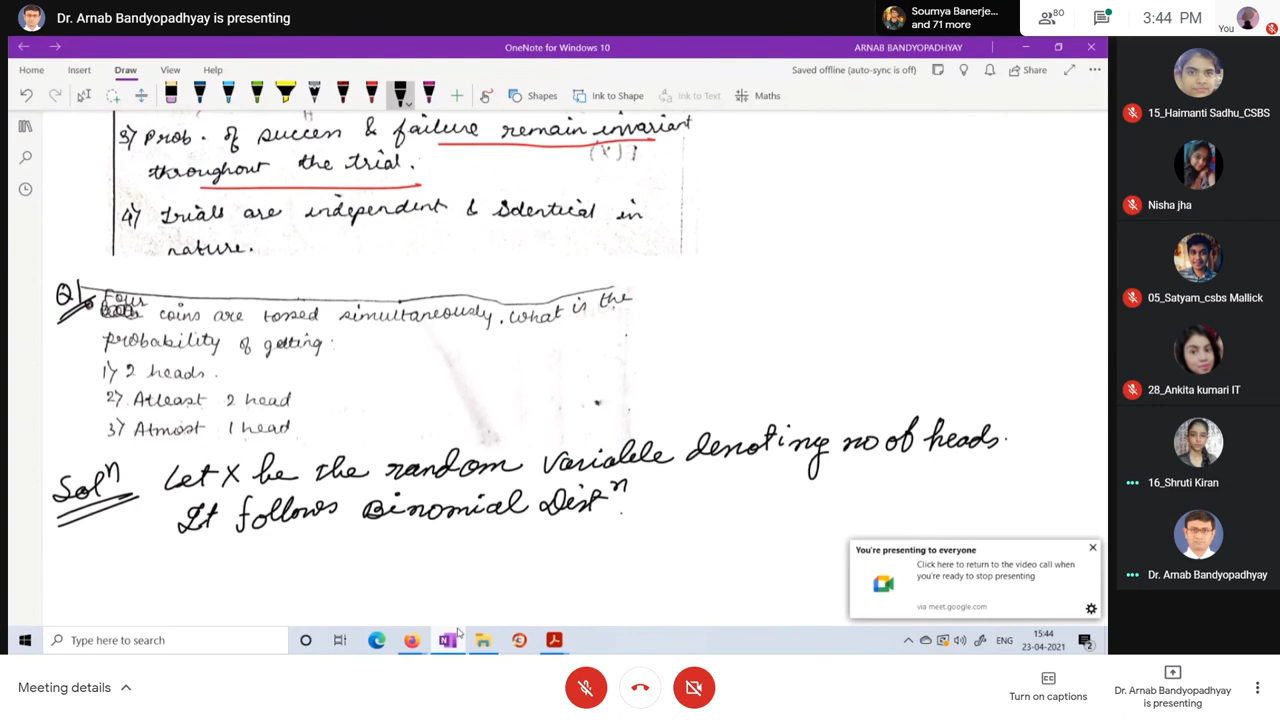 Dr. Arnab Bandyopadhyay is presenting
Soumya Banerje...
and 71 more
80
3:44 PM
You
OneNote for Windows 10
ARNAB BANDYOPADHYAY
Home Insert Draw View Help
Saved offline (auto-sync is off)
Share
Shapes
Ink to Shape
Ink to Text
Maths
3) Prob. of success & failure remain invariant
throughout the trial.
4) Trials are independent & identical in
nature.
Q1.
Four
coins are tossed simultaneously. what is the
probability of getting:
1) 2 heads.
2) Atleast 2 head
3) Atmost 1 head
Solⁿ Let X be the random variable denoting no of heads.
It follows Binomial Distⁿ.
15_Haimanti Sadhu_CSBS
Nisha jha
05_Satyam_csbs Mallick
28_Ankita kumari IT
16_Shruti Kiran
Dr. Arnab Bandyopadhyay
You're presenting to everyone
Click here to return to the video call when
you're ready to stop presenting
via meet.google.com
Type here to search
ENG
15:44
23-04-2021
2
Meeting details
Turn on captions
Dr. Arnab Bandyopadhyay
is presenting